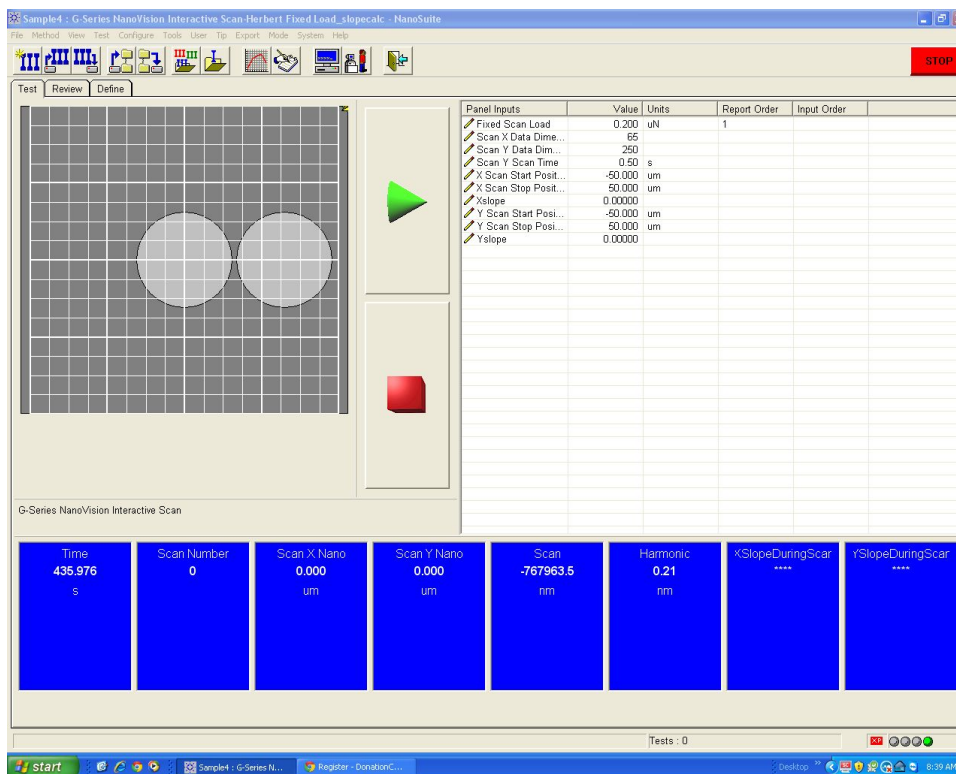 Sample4 : G-Series NanoVision Interactive Scan-Herbert Fixed Load_slopecalc - NanoSuite
File Method View Test Configure Tools User Tip Export Mode System Help
STOP
Test Review Define
Panel Inputs Value Units Report Order Input Order
Fixed Scan Load 0.200 uN 1
Scan X Data Dime... 65
Scan Y Data Dim... 250
Scan Y Scan Time 0.50 s
X Scan Start Posit... -50.000 um
X Scan Stop Posit... 50.000 um
Xslope 0.00000
Y Scan Start Posi... -50.000 um
Y Scan Stop Posi... 50.000 um
Yslope 0.00000
G-Series NanoVision Interactive Scan
Time Scan Number Scan X Nano Scan Y Nano Scan Harmonic XSlopeDuringScar YSlopeDuringScar
435.976 0 0.000 0.000 -767963.5 0.21 **** ****
s um um nm nm
Tests : 0
XP
start Sample4 : G-Series N... Register - DonationC... Desktop 8:39 AM